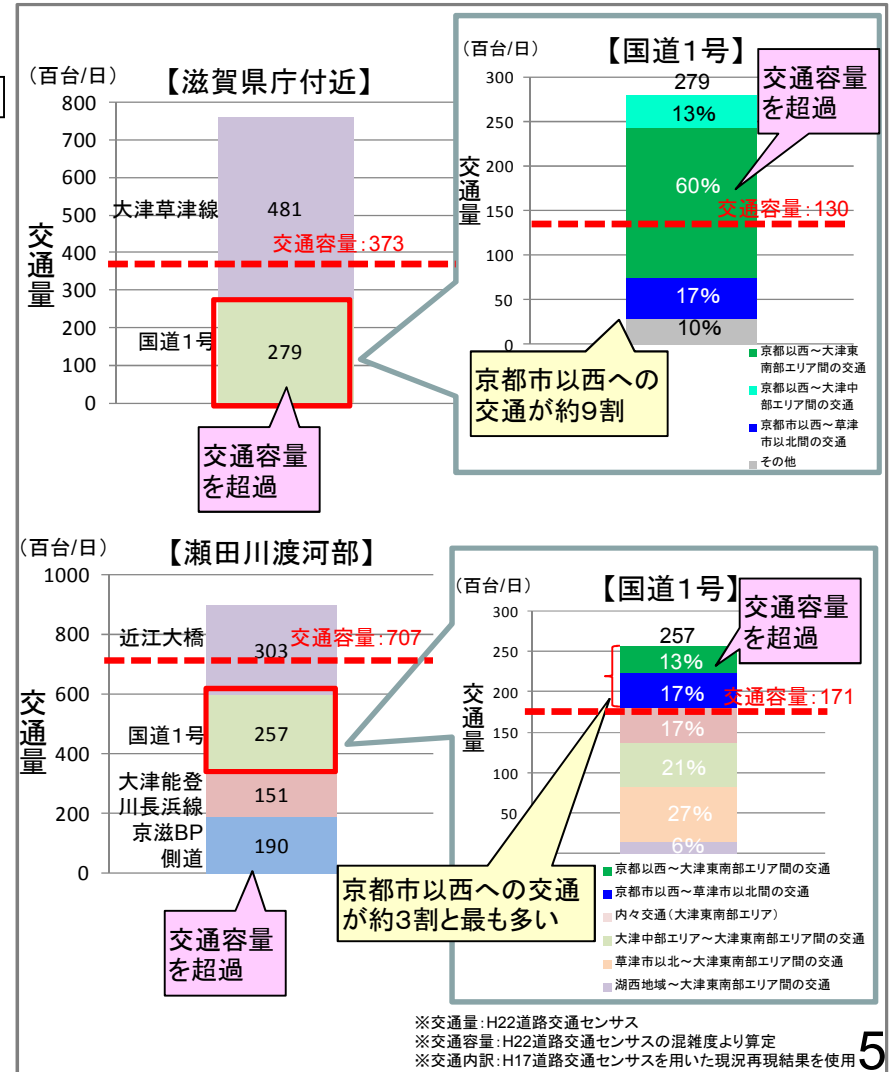 (百台/日)
【滋賀県庁付近】
800
700
600
500
400
300
200
100
0
交通量
大津草津線
481
交通容量:373
国道1号
279
交通容量
を超過
(百台/日)
【国道1号】
300
250
200
150
100
50
0
交通量
279
13%
60%
17%
10%
交通容量
を超過
交通容量:130
京都市以西への
交通が約9割
京都以西~大津東
南部エリア間の交通
京都以西~大津中
部エリア間の交通
京都市以西~草津
市以北間の交通
その他
(百台/日)
【瀬田川渡河部】
1000
800
600
400
200
0
交通量
近江大橋
303
交通容量:707
国道1号
257
大津能登
川長浜線
151
京滋BP
側道
190
交通容量
を超過
(百台/日)
【国道1号】
300
250
200
150
100
50
交通量
257
13%
17%
17%
21%
27%
6%
交通容量
を超過
交通容量:171
京都市以西への交通
が約3割と最も多い
京都以西~大津東南部エリア間の交通
京都市以西~草津市以北間の交通
内々交通(大津東南部エリア)
大津中部エリア~大津東南部エリア間の交通
草津市以北~大津東南部エリア間の交通
湖西地域~大津東南部エリア間の交通
※交通量:H22道路交通センサス
※交通容量:H22道路交通センサスの混雑度より算定
※交通内訳:H17道路交通センサスを用いた現況再現結果を使用
5